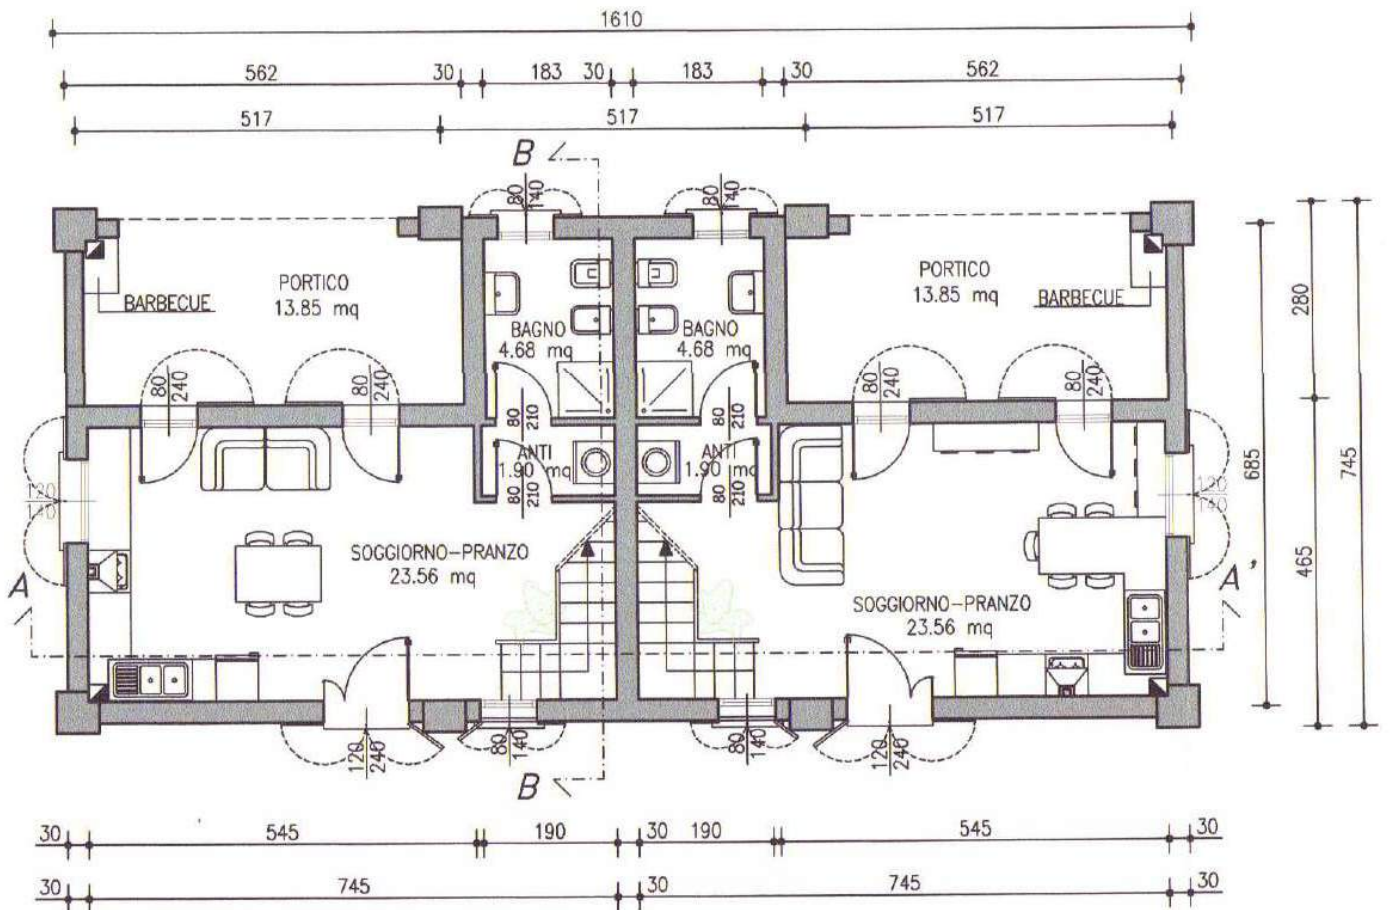 1610
562 30 183 30 183 30 562
517 517 517
B
80
140
80
140
PORTICO
13.85 mq
BARBECUE
PORTICO
13.85 mq
BARBECUE
BAGNO
4.68 mq
BAGNO
4.68 mq
80
240
80
240
80
240
80
240
80
210
80
210
ANTI
1.90 mq
ANTI
1.90 mq
80
210
80
210
120
140
120
140
SOGGIORNO-PRANZO
23.56 mq
SOGGIORNO-PRANZO
23.56 mq
A
A'
280
685
745
465
120
240
80
140
80
140
120
240
B
30 545 190 30 190 545 30
30 745 30 745 30